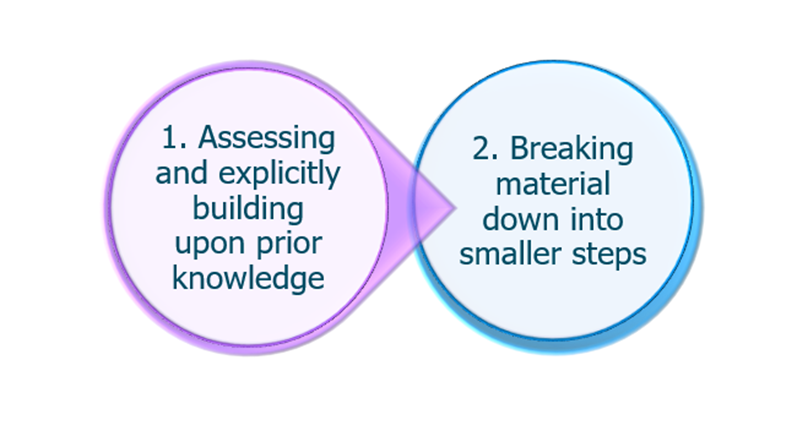 1. Assessing
and explicitly
building
upon prior
knowledge
2. Breaking
material
down into
smaller steps